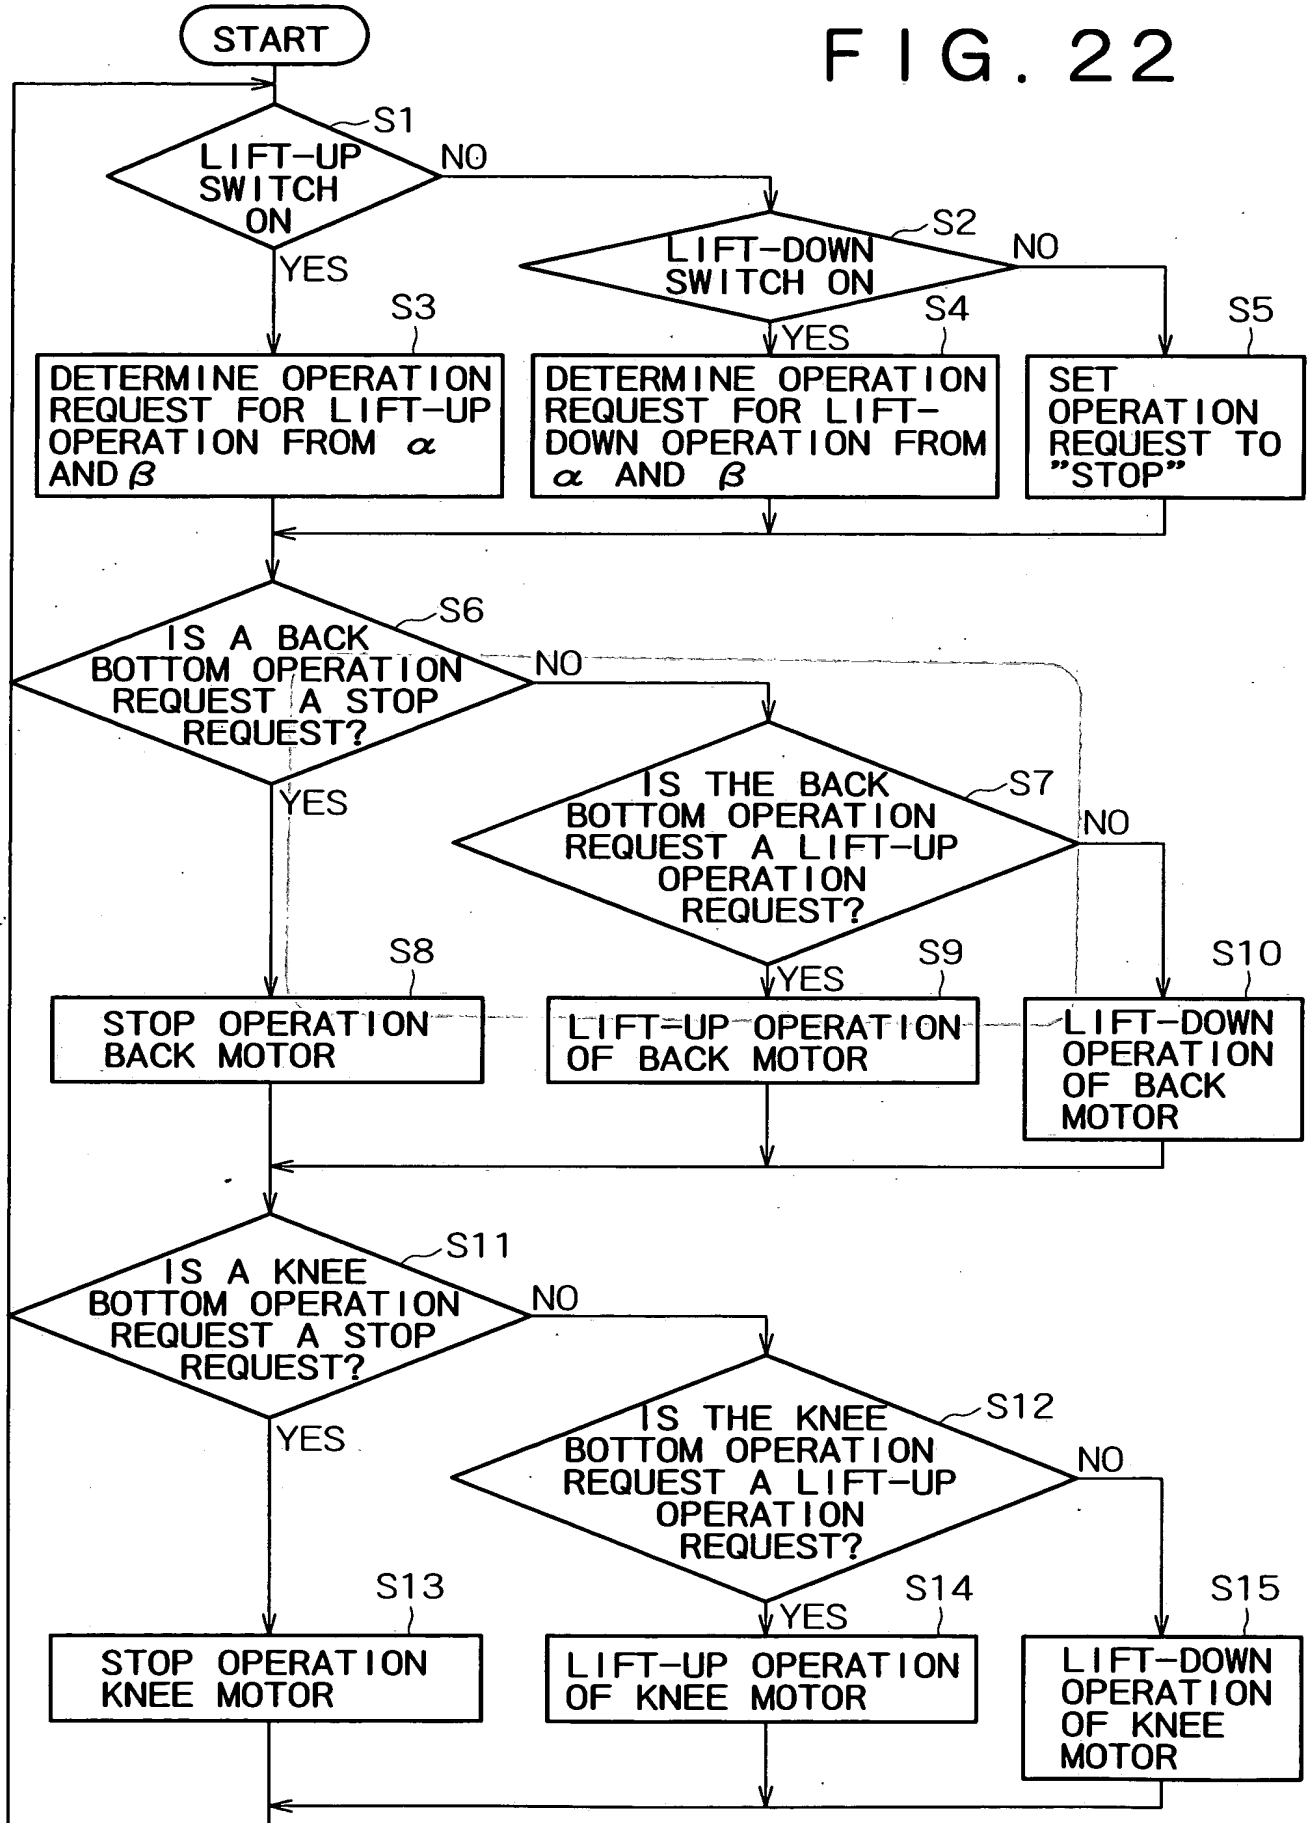 START
FIG. 22
S1
LIFT-UP
SWITCH
ON
NO
YES
S2
LIFT-DOWN
SWITCH ON
NO
YES
S3
DETERMINE OPERATION
REQUEST FOR LIFT-UP
OPERATION FROM α
AND β
S4
DETERMINE OPERATION
REQUEST FOR LIFT-
DOWN OPERATION FROM
α AND β
S5
SET
OPERATION
REQUEST TO
"STOP"
S6
IS A BACK
BOTTOM OPERATION
REQUEST A STOP
REQUEST?
NO
YES
S7
IS THE BACK
BOTTOM OPERATION
REQUEST A LIFT-UP
OPERATION
REQUEST?
NO
YES
S8
STOP OPERATION
BACK MOTOR
S9
LIFT-UP OPERATION
OF BACK MOTOR
S10
LIFT-DOWN
OPERATION
OF BACK
MOTOR
S11
IS A KNEE
BOTTOM OPERATION
REQUEST A STOP
REQUEST?
NO
YES
S12
IS THE KNEE
BOTTOM OPERATION
REQUEST A LIFT-UP
OPERATION
REQUEST?
NO
YES
S13
STOP OPERATION
KNEE MOTOR
S14
LIFT-UP OPERATION
OF KNEE MOTOR
S15
LIFT-DOWN
OPERATION
OF KNEE
MOTOR